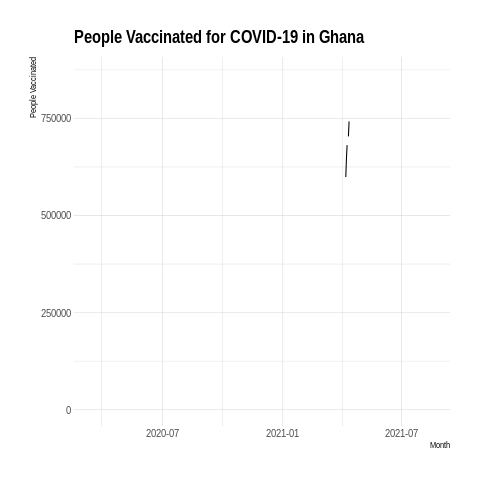 People Vaccinated for COVID-19 in Ghana
People Vaccinated
750000
500000
250000
0
2020-07 2021-01 2021-07
Month